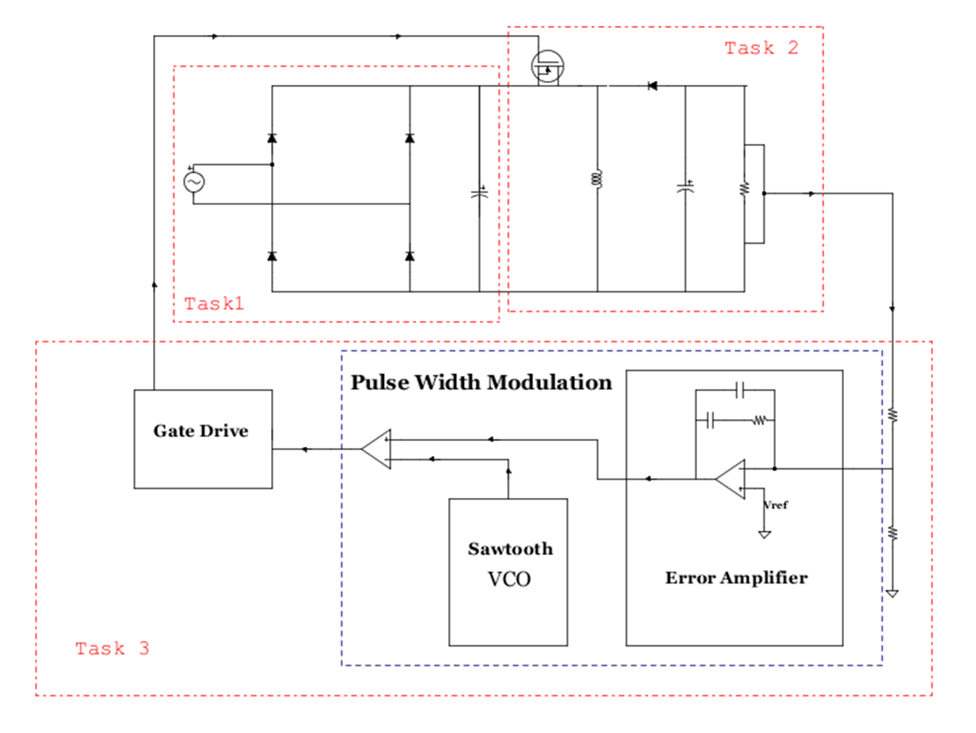 Task 2
Task1
Pulse Width Modulation
Gate Drive
Vref
Sawtooth
VCO
Error Amplifier
Task 3